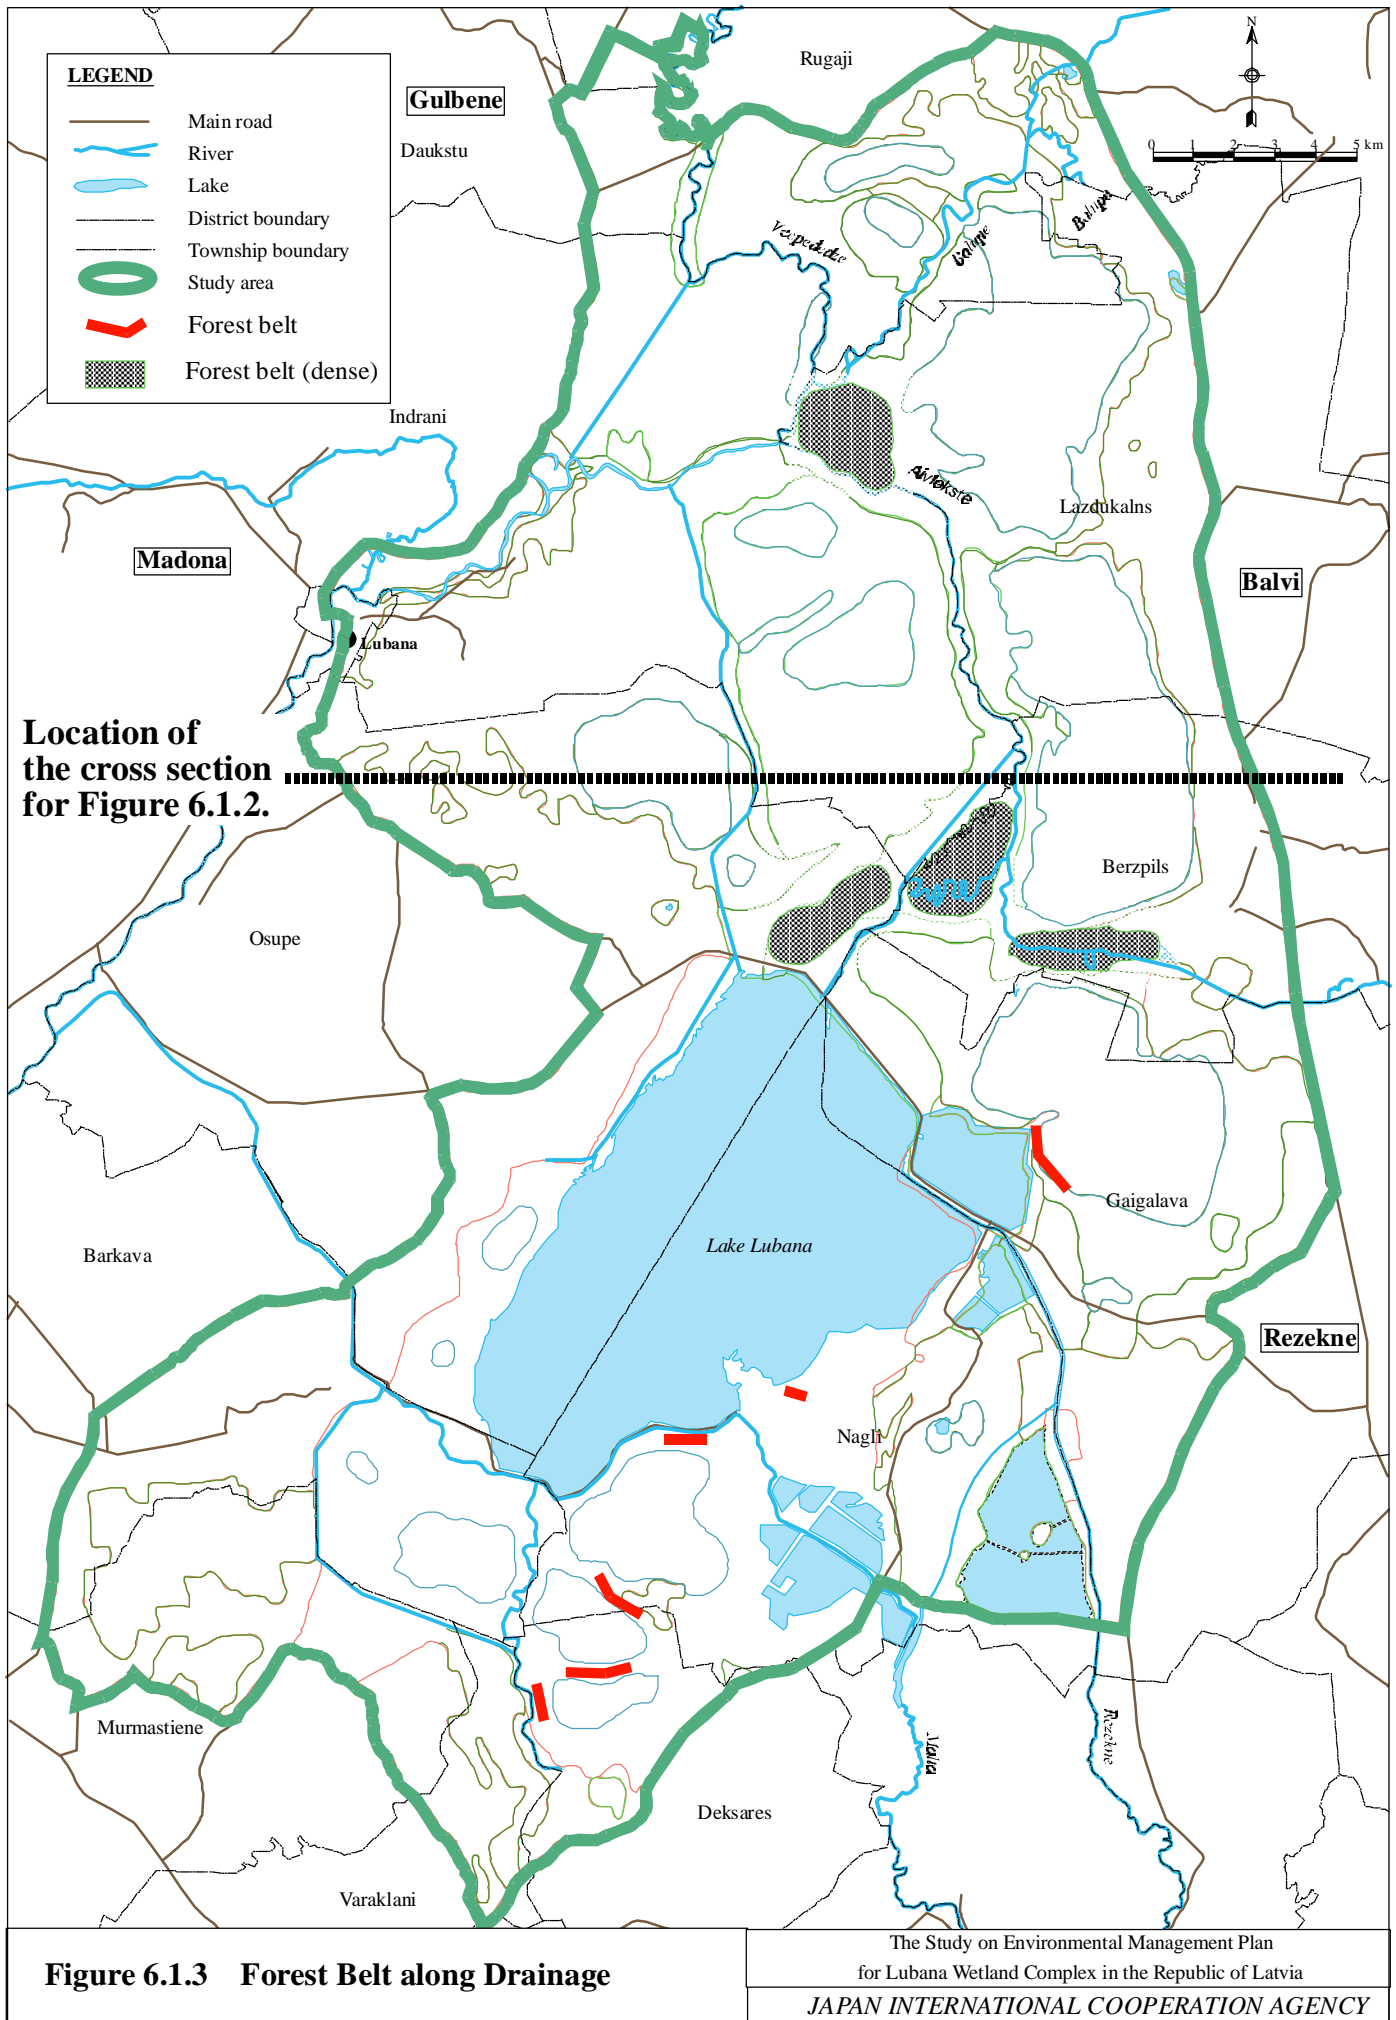 LEGEND
Main road
River
Lake
District boundary
Township boundary
Study area
Forest belt
Forest belt (dense)
Gulbene
Daukstu
Rugaji
N
0 1 2 3 4 5 km
Balupe
Indrani
Aiviekste
Lazdukalns
Madona
Balvi
Lubana
Location of
the cross section
for Figure 6.1.2.
Berzpils
Osupe
Gaigalava
Barkava
Lake Lubana
Rezekne
Nagli
Murmastiene
Malta
Rezekne
Deksares
Varaklani
Figure 6.1.3 Forest Belt along Drainage
The Study on Environmental Management Plan
for Lubana Wetland Complex in the Republic of Latvia
JAPAN INTERNATIONAL COOPERATION AGENCY